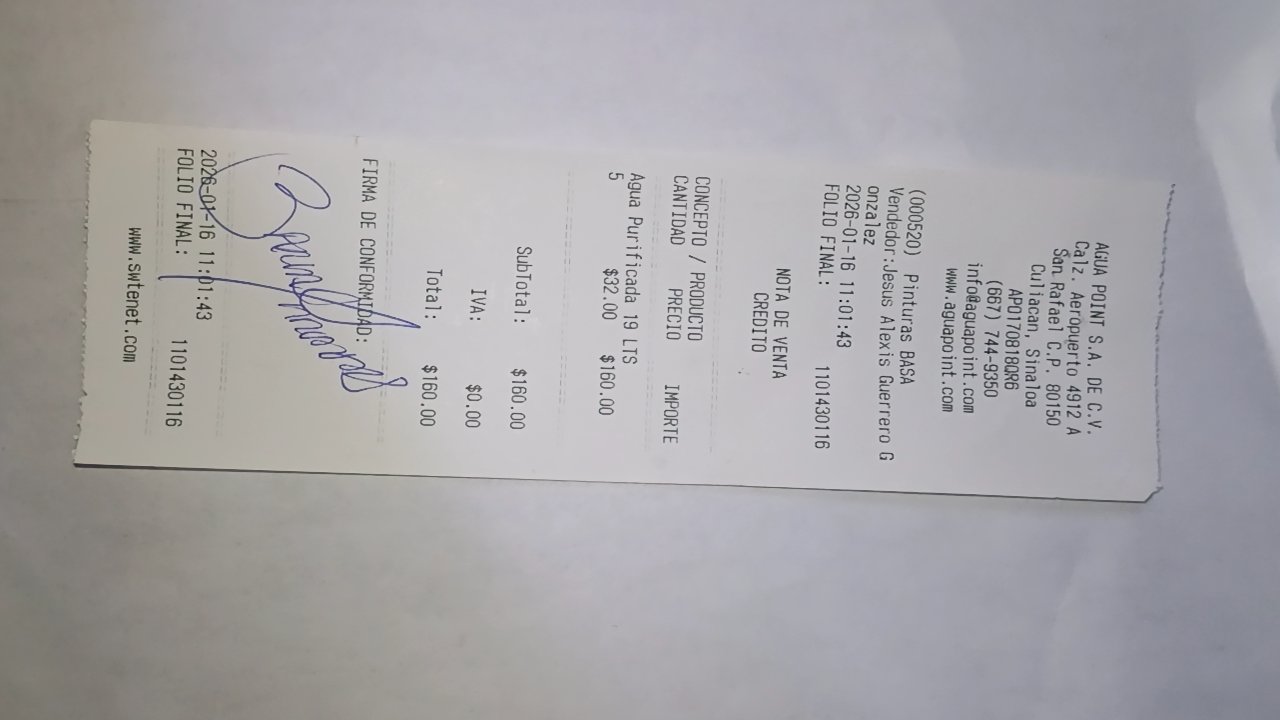 AGUA POINT S.A. DE C.V.
Calz. Aeropuerto 4912 A
San Rafael C.P. 80150
Culiacan, Sinaloa
APO170818QR6
(667) 744-9350
info@aguapoint.com
www.aguapoint.com
(000520) Pinturas BASA
Vendedor:Jesus Alexis Guerrero G
onzalez
2026-01-16 11:01:43
FOLIO FINAL: 1101430116
NOTA DE VENTA
CREDITO
CONCEPTO / PRODUCTO
CANTIDAD PRECIO IMPORTE
Agua Purificada 19 LTS
5 $32.00 $160.00
SubTotal: $160.00
IVA: $0.00
Total: $160.00
FIRMA DE CONFORMIDAD:
2026-01-16 11:01:43
FOLIO FINAL: 1101430116
www.swtenet.com